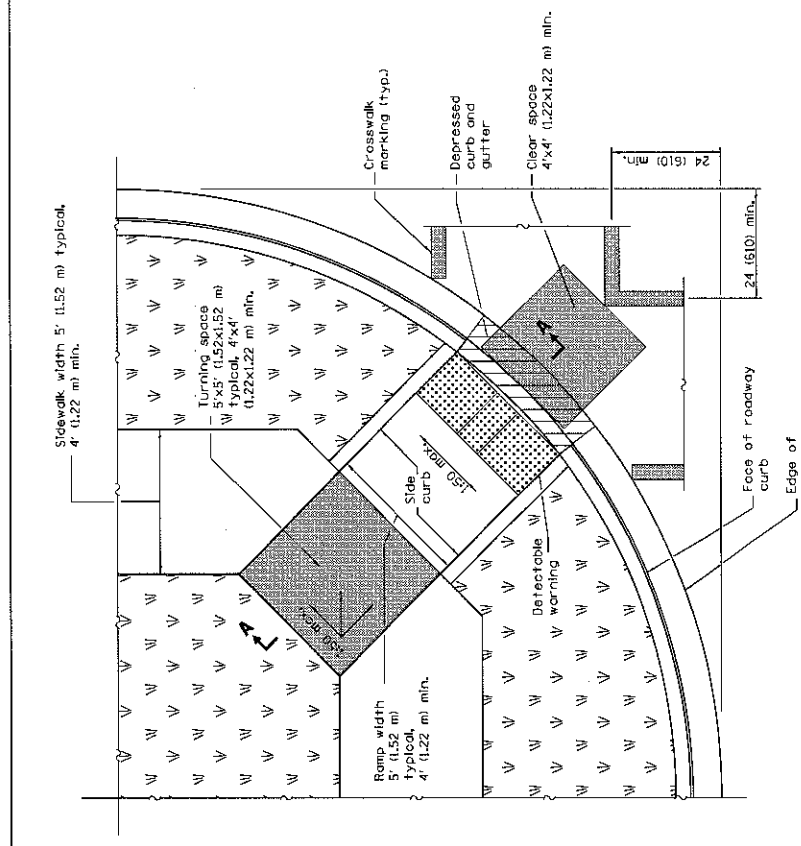 Sidewalk width 5' (1.52 m) typical,
4' (1.22 m) min.
Turning space
5'x5' (1.52x1.52 m)
typical, 4'x4'
(1.22x1.22 m) min.
Crosswalk
marking (typ.)
Depressed
curb and
gutter
Clear space
4'x4' (1.22x1.22 m) min.
24 (610) min.
24 (610) min.
A
A
1:50 max.
1:50 max.
Side
curb
Detectable
warning
Ramp width
5' (1.52 m)
typical,
4' (1.22 m) min.
Face of roadway
curb
Edge of